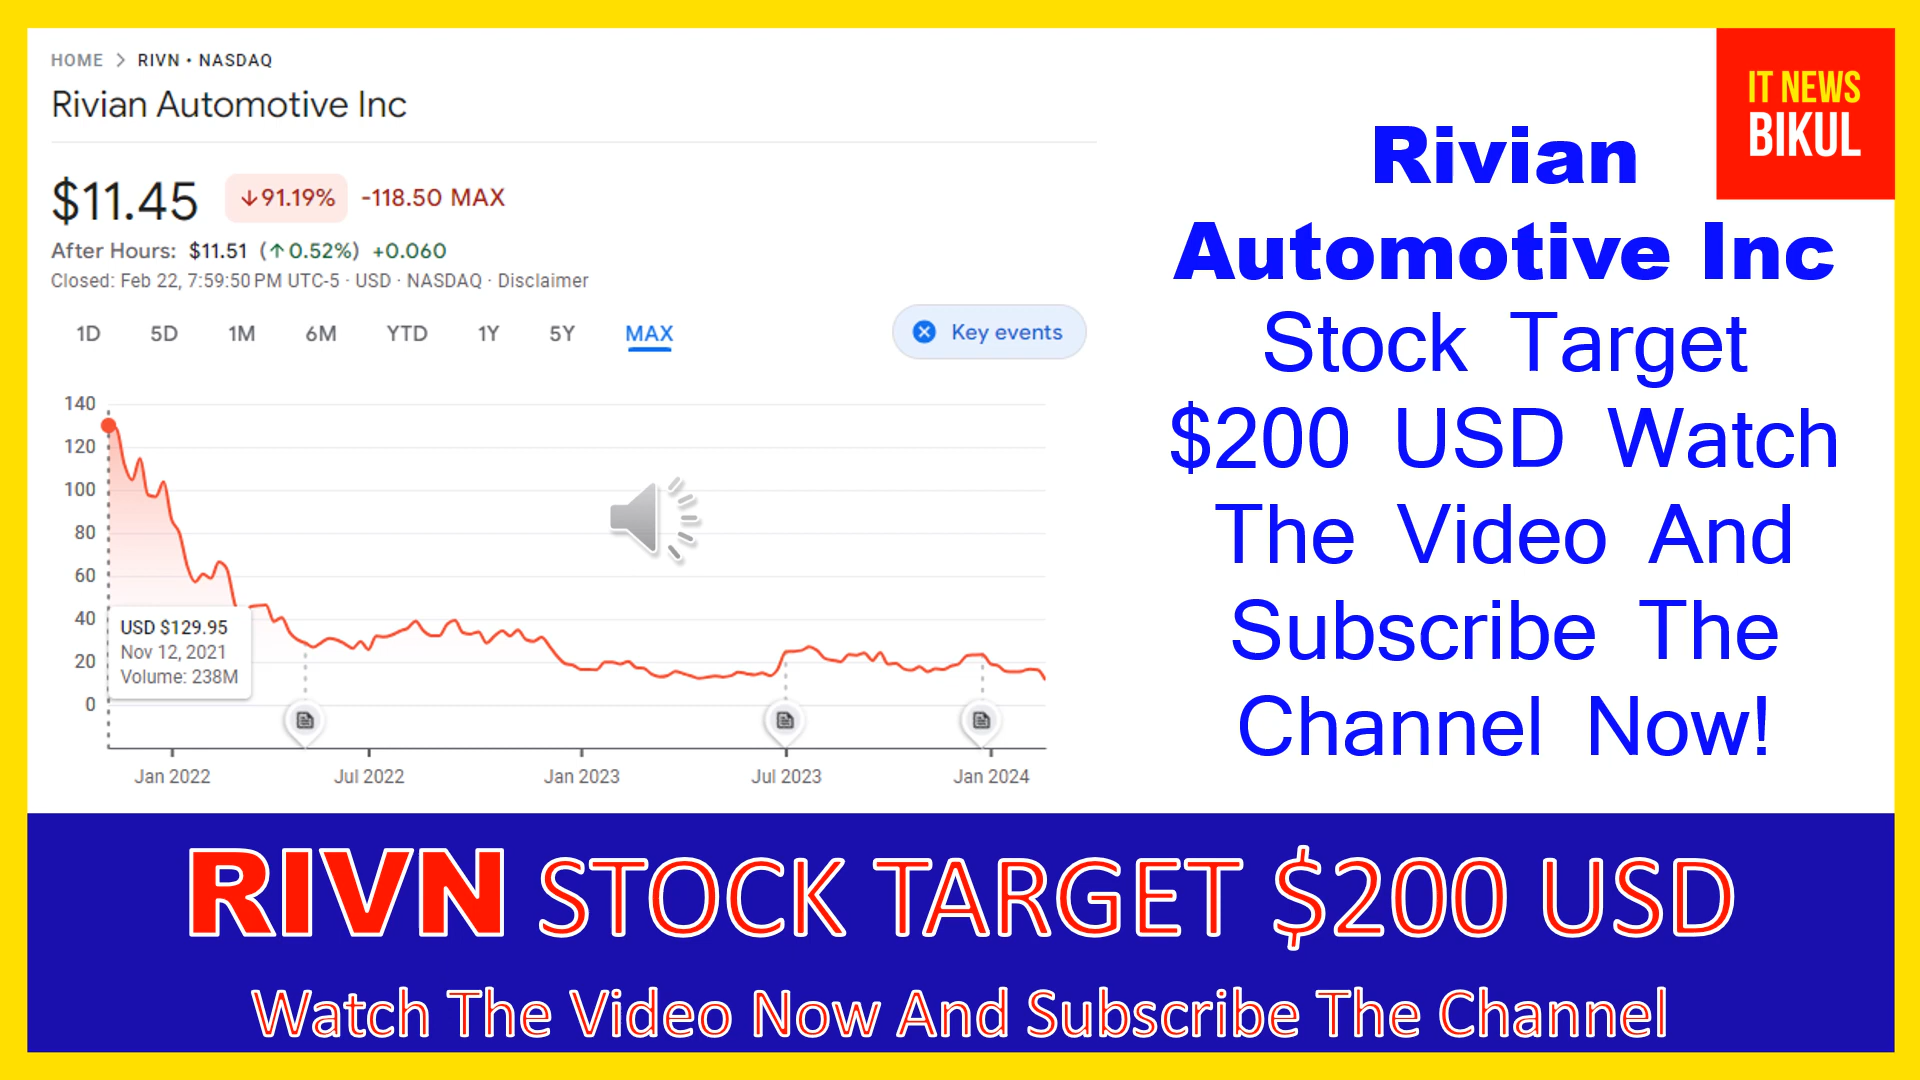 HOME > RIVN • NASDAQ
Rivian Automotive Inc
$11.45 ↓91.19% -118.50 MAX
After Hours: $11.51 (↑0.52%) +0.060
Closed: Feb 22, 7:59:50 PM UTC-5 · USD · NASDAQ · Disclaimer
1D 5D 1M 6M YTD 1Y 5Y MAX
Key events
140
120
100
80
60
40
20
0
USD $129.95
Nov 12, 2021
Volume: 238M
Jan 2022 Jul 2022 Jan 2023 Jul 2023 Jan 2024
IT NEWS
BIKUL
Rivian
Automotive Inc
Stock Target
$200 USD Watch
The Video And
Subscribe The
Channel Now!
RIVN STOCK TARGET $200 USD
Watch The Video Now And Subscribe The Channel